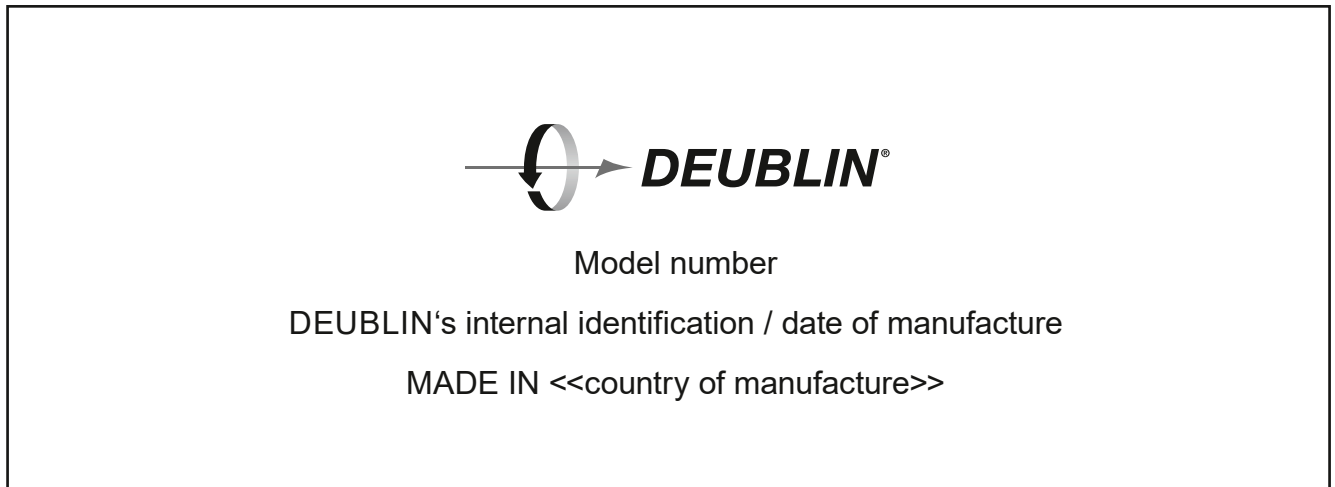 DEUBLIN®
Model number
DEUBLIN‘s internal identification / date of manufacture
MADE IN <<country of manufacture>>